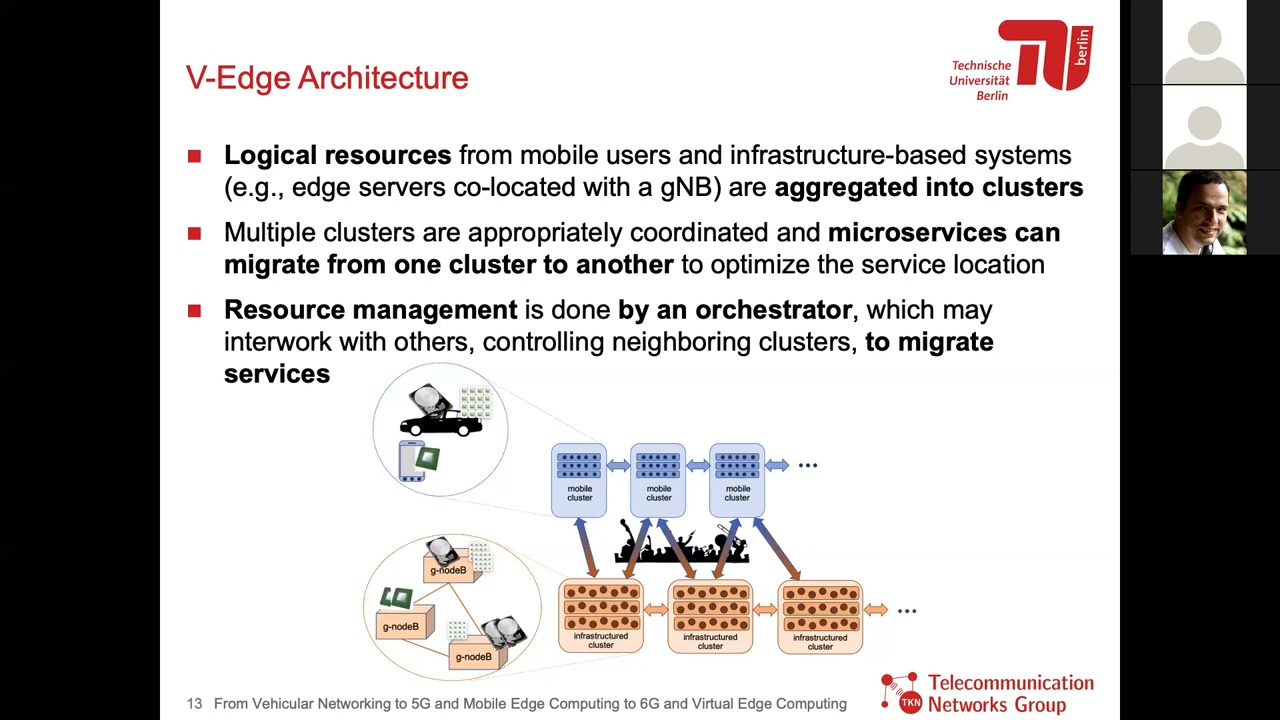 V-Edge Architecture
Technische
Universität
Berlin
berlin
Logical resources from mobile users and infrastructure-based systems
(e.g., edge servers co-located with a gNB) are aggregated into clusters
Multiple clusters are appropriately coordinated and microservices can
migrate from one cluster to another to optimize the service location
Resource management is done by an orchestrator, which may
interwork with others, controlling neighboring clusters, to migrate
services
mobile
cluster
mobile
cluster
mobile
cluster
...
g-nodeB
g-nodeB
g-nodeB
infrastructured
cluster
infrastructured
cluster
infrastructured
cluster
...
13 From Vehicular Networking to 5G and Mobile Edge Computing to 6G and Virtual Edge Computing
TKN
Telecommunication
Networks Group